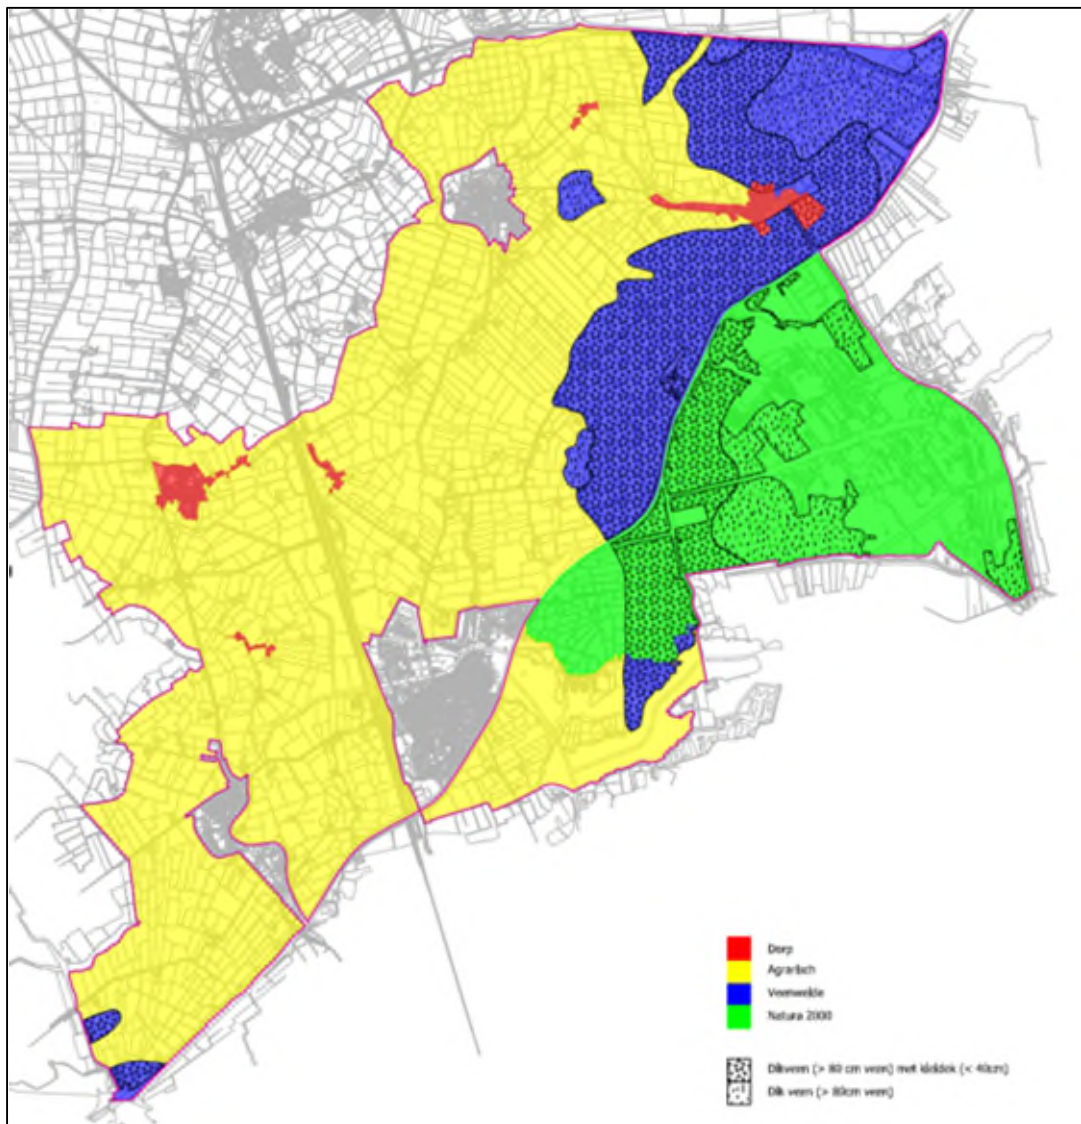 Dorp
Agrarisch
Veenweide
Natura 2000
Dikveen (> 80 cm veen) met kleidek (< 40cm)
Dik veen (> 80cm veen)